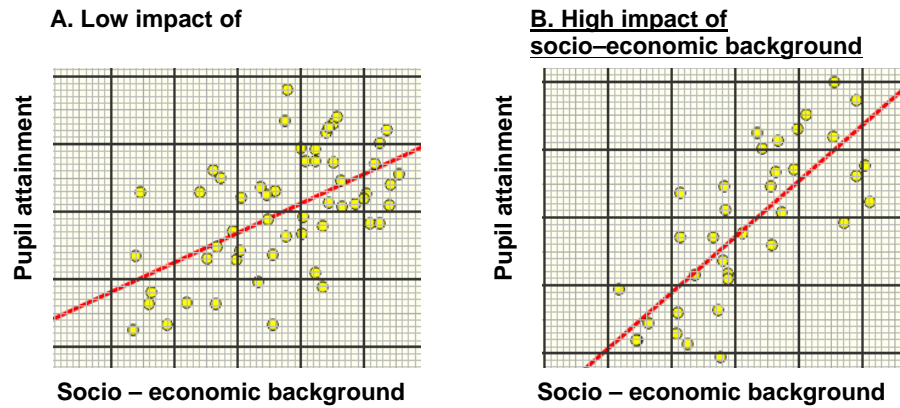 A. Low impact of
Pupil attainment
Socio – economic background
B. High impact of
socio–economic background
Pupil attainment
Socio – economic background